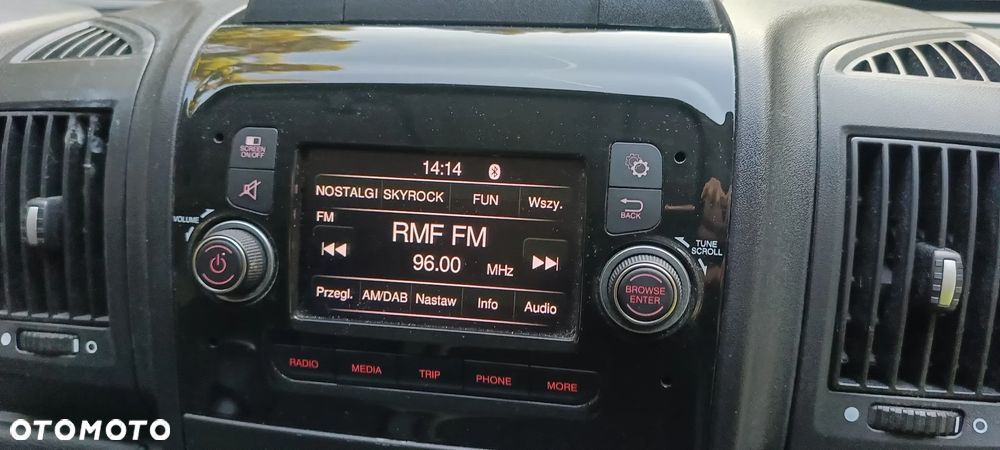 SCREEN
ON/OFF
14:14
NOSTALGI SKYROCK FUN Wszy.
BACK
VOLUME
FM
RMF FM
96.00 MHz
TUNE
SCROLL
BROWSE
ENTER
Przegl. AM/DAB Nastaw Info Audio
RADIO MEDIA TRIP PHONE MORE
OTOMOTO